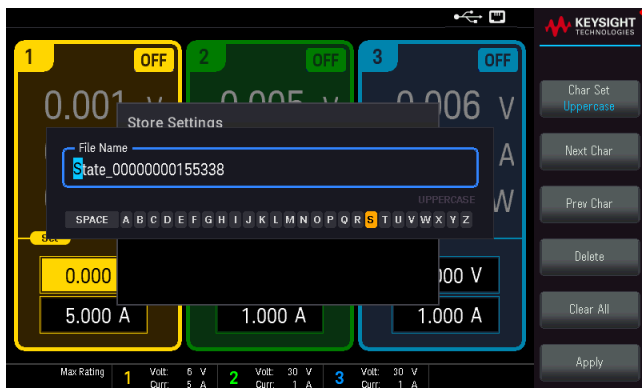 KEYSIGHT
TECHNOLOGIES
1 OFF 2 OFF 3 OFF
0.001 V 0.005 V 0.006 V
Store Settings
A
File Name
State_00000000155338
W
UPPERCASE
SPACE A B C D E F G H I J K L M N O P Q R S T U V W X Y Z
Set
0.000
000 V
5.000 A 1.000 A 1.000 A
Max Rating 1 Volt: 6 V 2 Volt: 30 V 3 Volt: 30 V
Curr: 5 A Curr: 1 A Curr: 1 A
Char Set
Uppercase
Next Char
Prev Char
Delete
Clear All
Apply